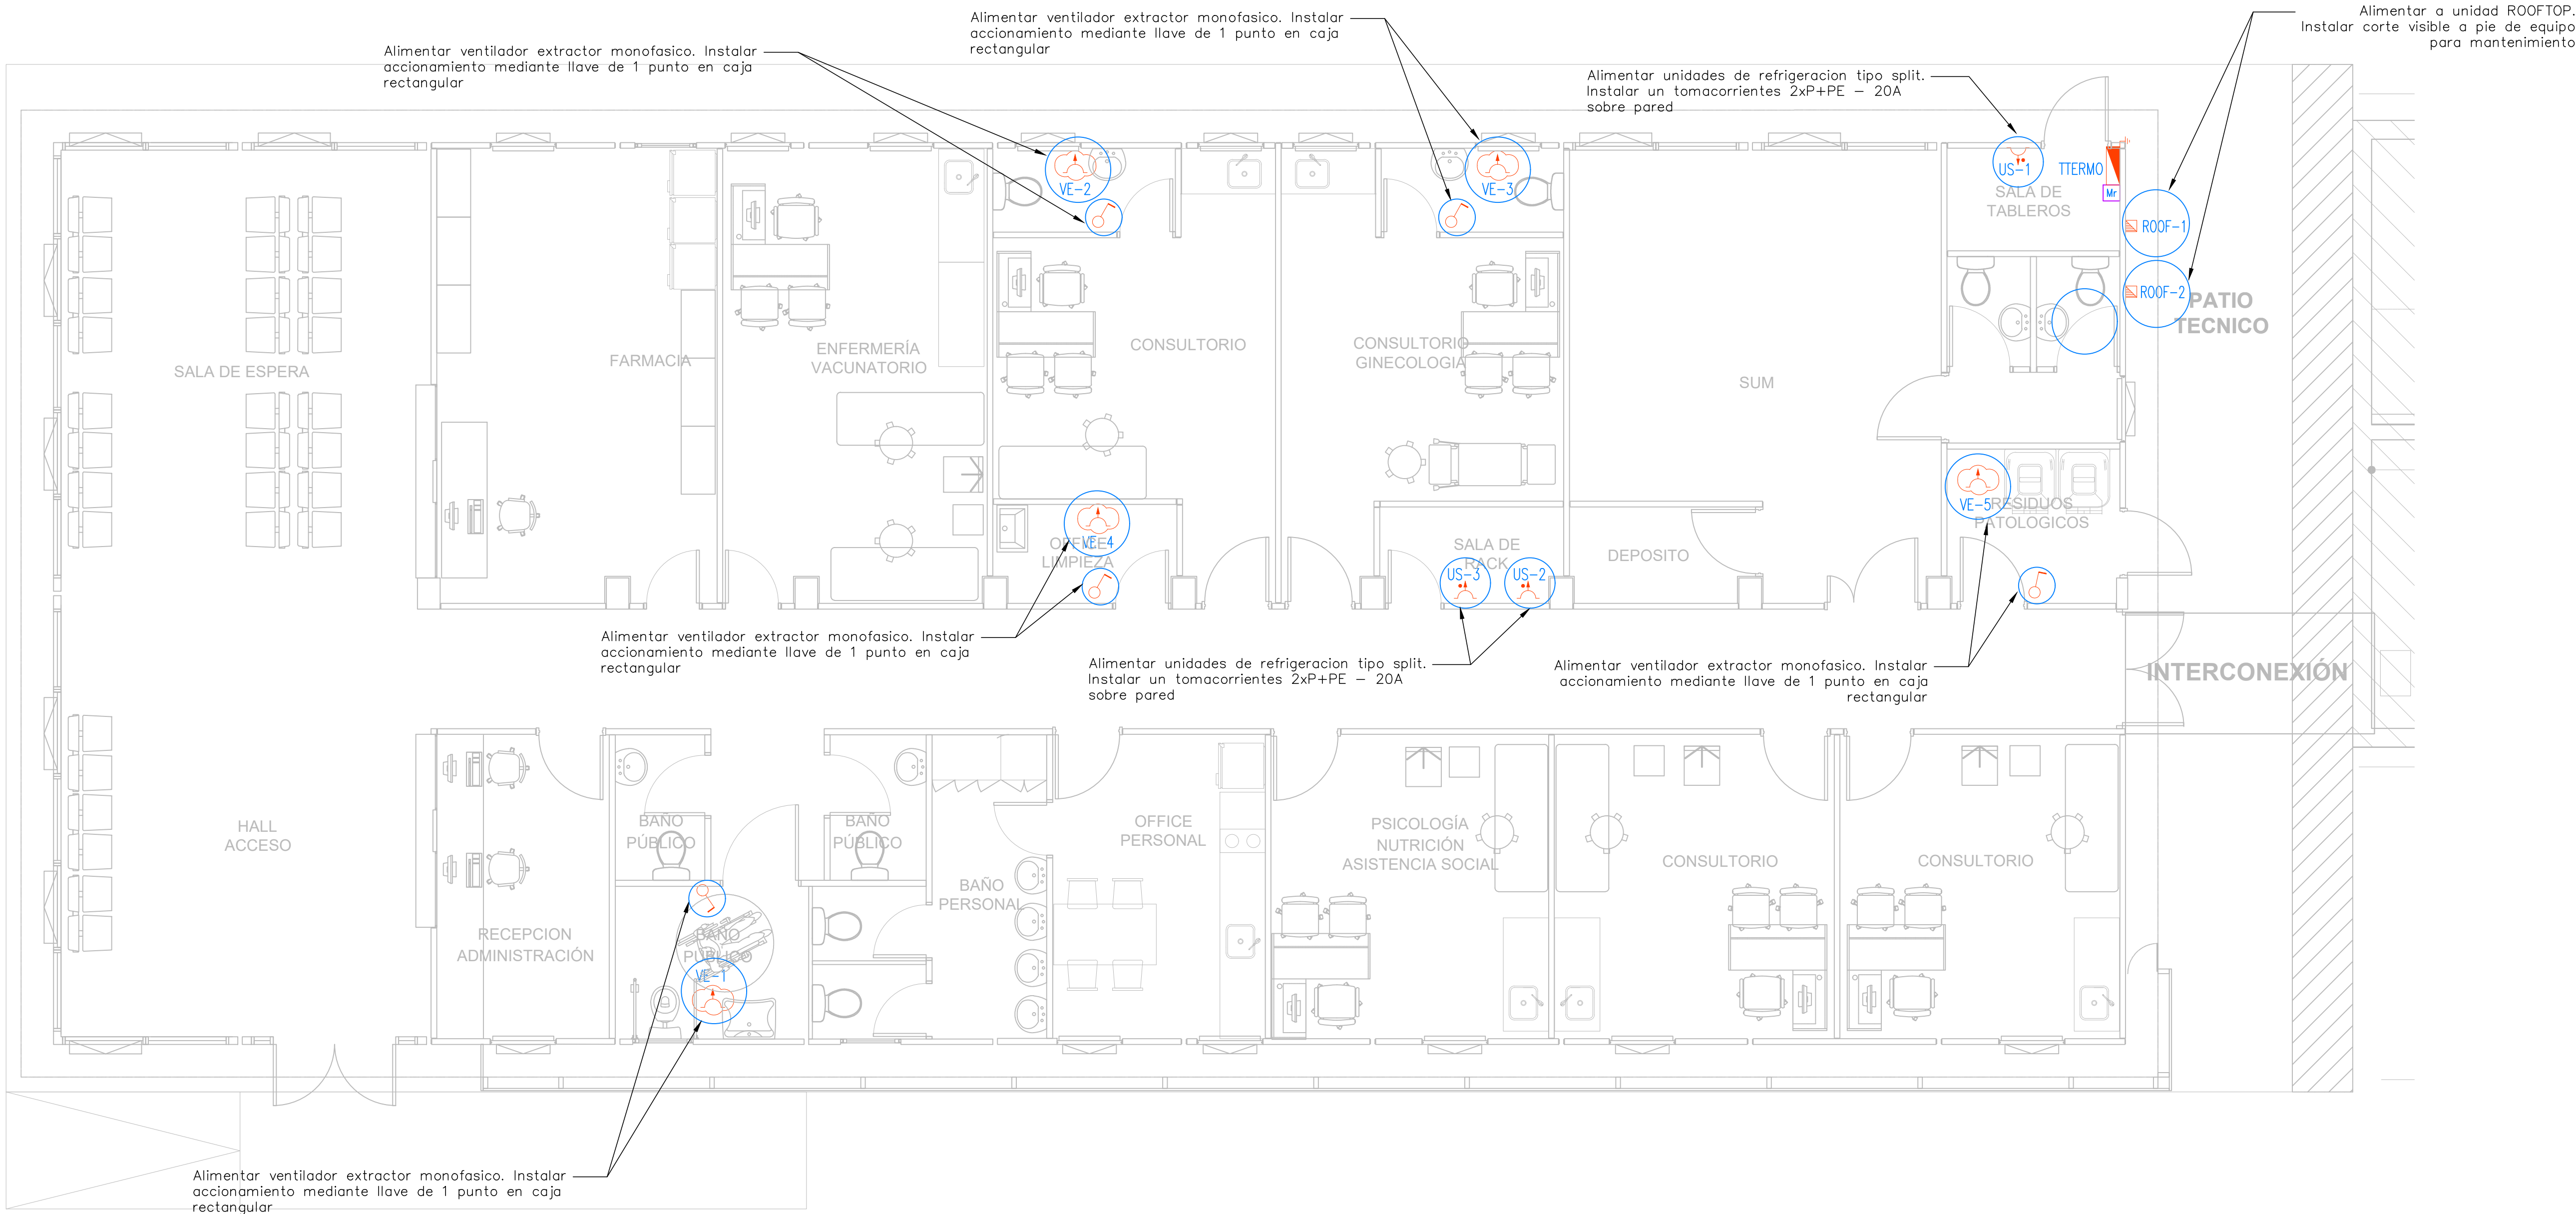 Alimentar ventilador extractor monofasico. Instalar
accionamiento mediante llave de 1 punto en caja
rectangular
Alimentar ventilador extractor monofasico. Instalar
accionamiento mediante llave de 1 punto en caja
rectangular
Alimentar unidades de refrigeracion tipo split.
Instalar un tomacorrientes 2xP+PE – 20A
sobre pared
Alimentar a unidad ROOFTOP.
Instalar corte visible a pie de equipo
para mantenimiento
VE-2
VE-3
US-1
TTERMO
Mr
SALA DE
TABLEROS
ROOF-1
ROOF-2
PATIO
TECNICO
SALA DE ESPERA
FARMACIA
ENFERMERÍA
VACUNATORIO
CONSULTORIO
CONSULTORIO
GINECOLOGIA
SUM
VE-4
OFFICE
LIMPIEZA
SALA DE
RACK
US-3
US-2
DEPOSITO
VE-5
RESIDUOS
PATOLOGICOS
Alimentar ventilador extractor monofasico. Instalar
accionamiento mediante llave de 1 punto en caja
rectangular
Alimentar unidades de refrigeracion tipo split.
Instalar un tomacorrientes 2xP+PE – 20A
sobre pared
Alimentar ventilador extractor monofasico. Instalar
accionamiento mediante llave de 1 punto en caja
rectangular
INTERCONEXIÓN
HALL
ACCESO
RECEPCION
ADMINISTRACIÓN
BAÑO
PÚBLICO
BAÑO
PÚBLICO
BAÑO
PÚBLICO
VE-1
BAÑO
PERSONAL
OFFICE
PERSONAL
PSICOLOGÍA
NUTRICIÓN
ASISTENCIA SOCIAL
CONSULTORIO
CONSULTORIO
Alimentar ventilador extractor monofasico. Instalar
accionamiento mediante llave de 1 punto en caja
rectangular